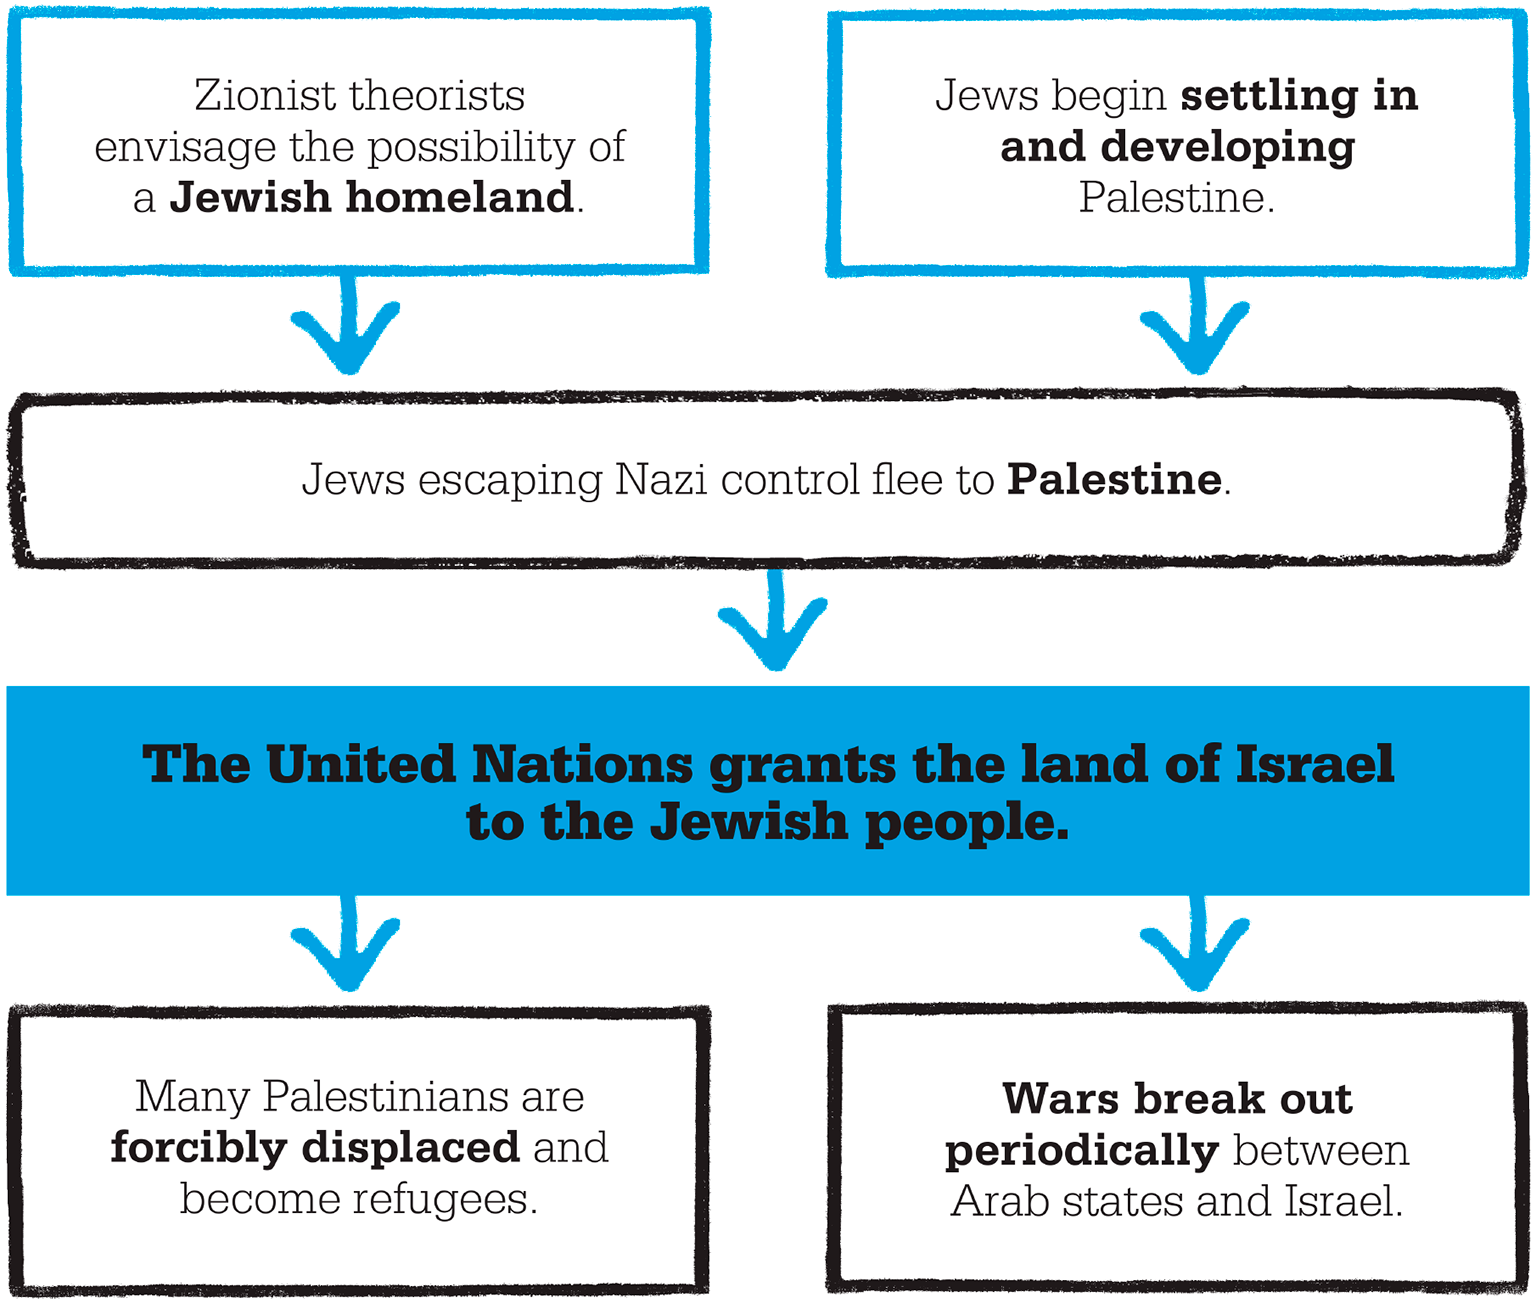 Zionist theorists
envisage the possibility of
a Jewish homeland.
Jews begin settling in
and developing
Palestine.
Jews escaping Nazi control flee to Palestine.
The United Nations grants the land of Israel
to the Jewish people.
Many Palestinians are
forcibly displaced and
become refugees.
Wars break out
periodically between
Arab states and Israel.